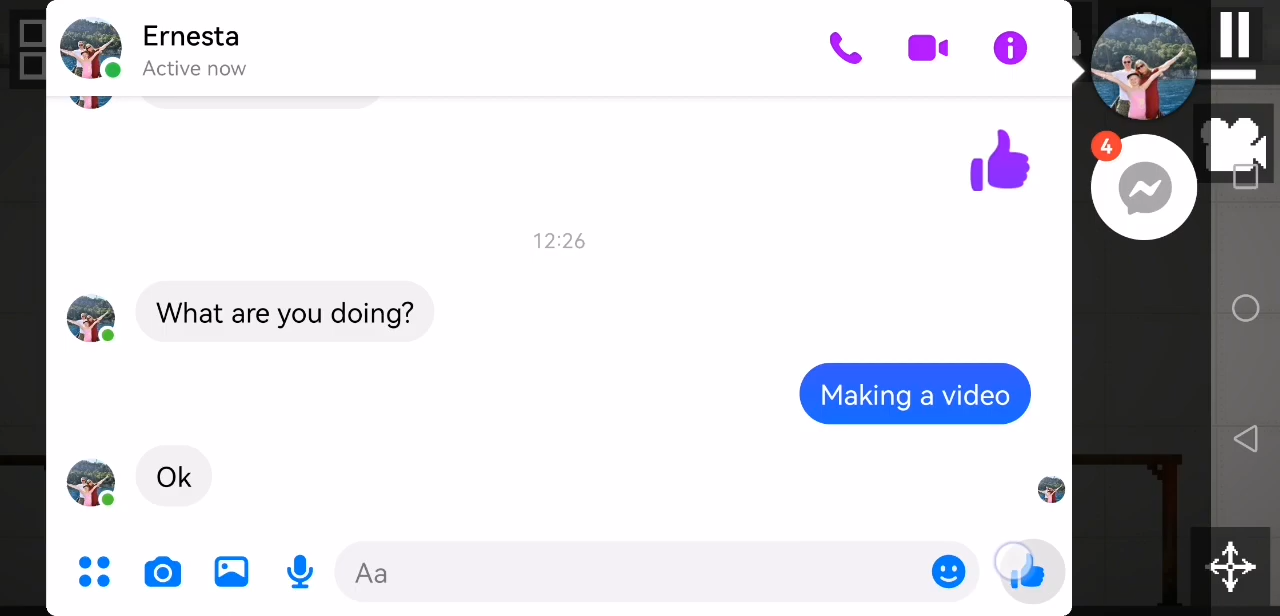 Ernesta
Active now
4
12:26
What are you doing?
Making a video
Ok
Aa